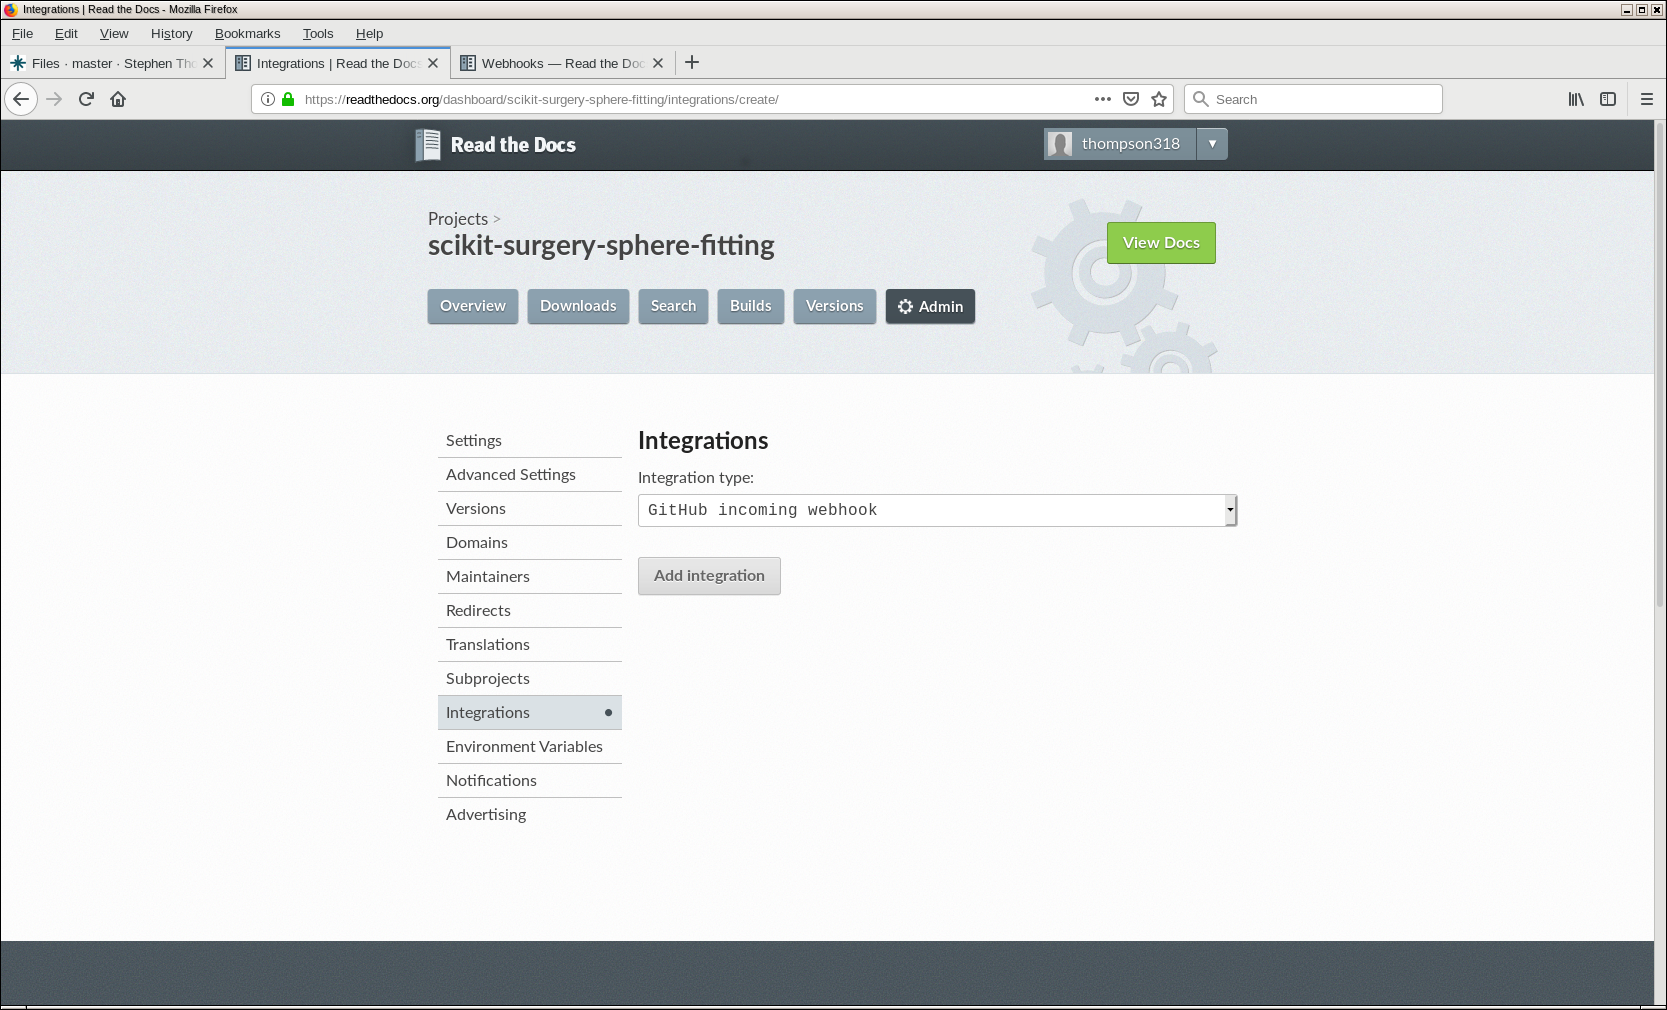 Integrations | Read the Docs - Mozilla Firefox
File Edit View History Bookmarks Tools Help
Files · master · Stephen Tho Integrations | Read the Docs Webhooks — Read the Doc
https://readthedocs.org/dashboard/scikit-surgery-sphere-fitting/integrations/create/ Search
Read the Docs thompson318
Projects >
scikit-surgery-sphere-fitting
View Docs
Overview Downloads Search Builds Versions Admin
Settings
Advanced Settings
Versions
Domains
Maintainers
Redirects
Translations
Subprojects
Integrations
Environment Variables
Notifications
Advertising
Integrations
Integration type:
GitHub incoming webhook
Add integration